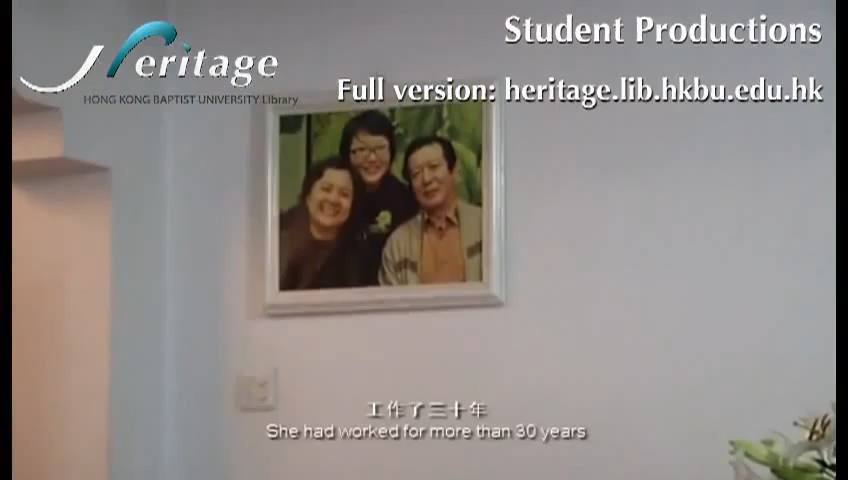 Heritage
HONG KONG BAPTIST UNIVERSITY Library
Student Productions
Full version: heritage.lib.hkbu.edu.hk
工作了三十年
She had worked for more than 30 years